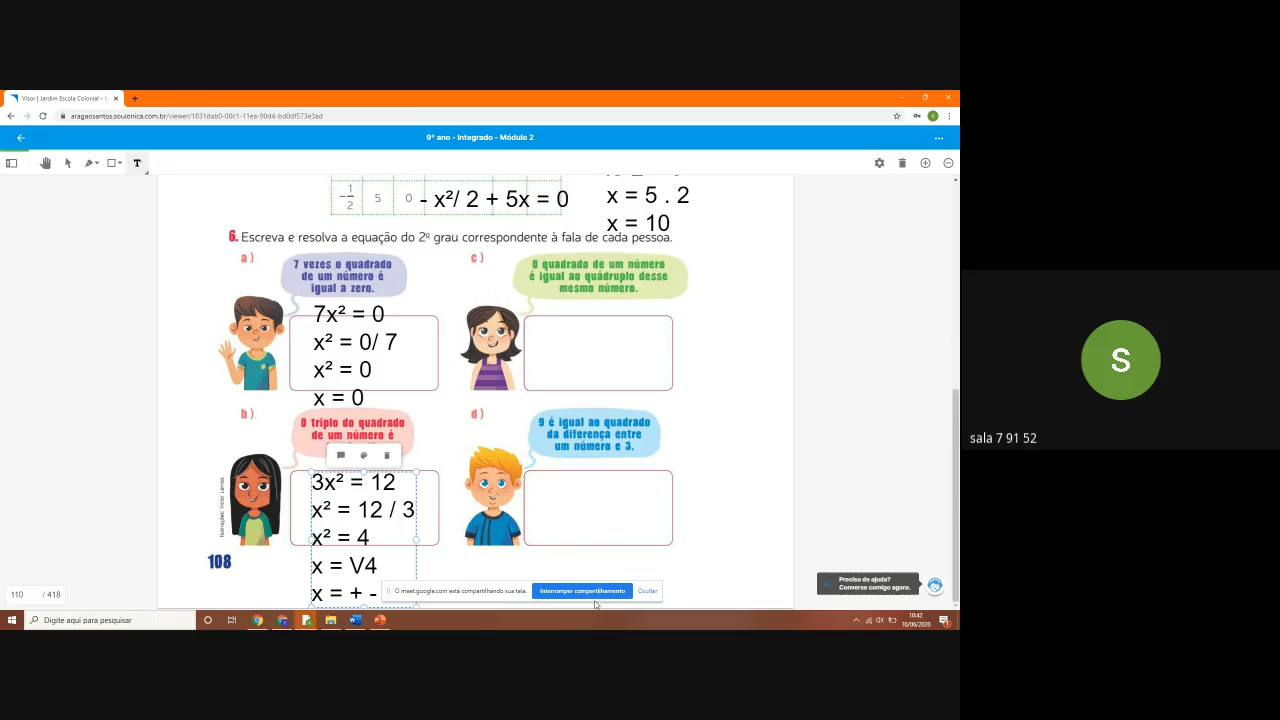 Visor | Jardim Escola Colonial - I
aragaosantos.souionica.com.br/viewer/1831dab0-00c1-11ea-90d4-bd0df573e3ad
9º ano - Integrado - Módulo 2
T
-1/2 5 0 - x²/ 2 + 5x = 0
x = 5 . 2
x = 10
6. Escreva e resolva a equação do 2º grau correspondente à fala de cada pessoa.
a)
7 vezes o quadrado
de um número é
igual a zero.
7x² = 0
x² = 0/ 7
x² = 0
x = 0
c)
O quadrado de um número
é igual ao quádruplo desse
mesmo número.
b)
O triplo do quadrado
de um número é
3x² = 12
x² = 12 / 3
x² = 4
x = V4
x = + -
d)
9 é igual ao quadrado
da diferença entre
um número e 3.
Ilustrações: Victor Lemos
108
110 / 418
O meet.google.com está compartilhando sua tela.
Interromper compartilhamento
Ocultar
Precisa de ajuda?
Converse comigo agora.
Digite aqui para pesquisar
10:42
10/06/2020
S
sala 7 91 52